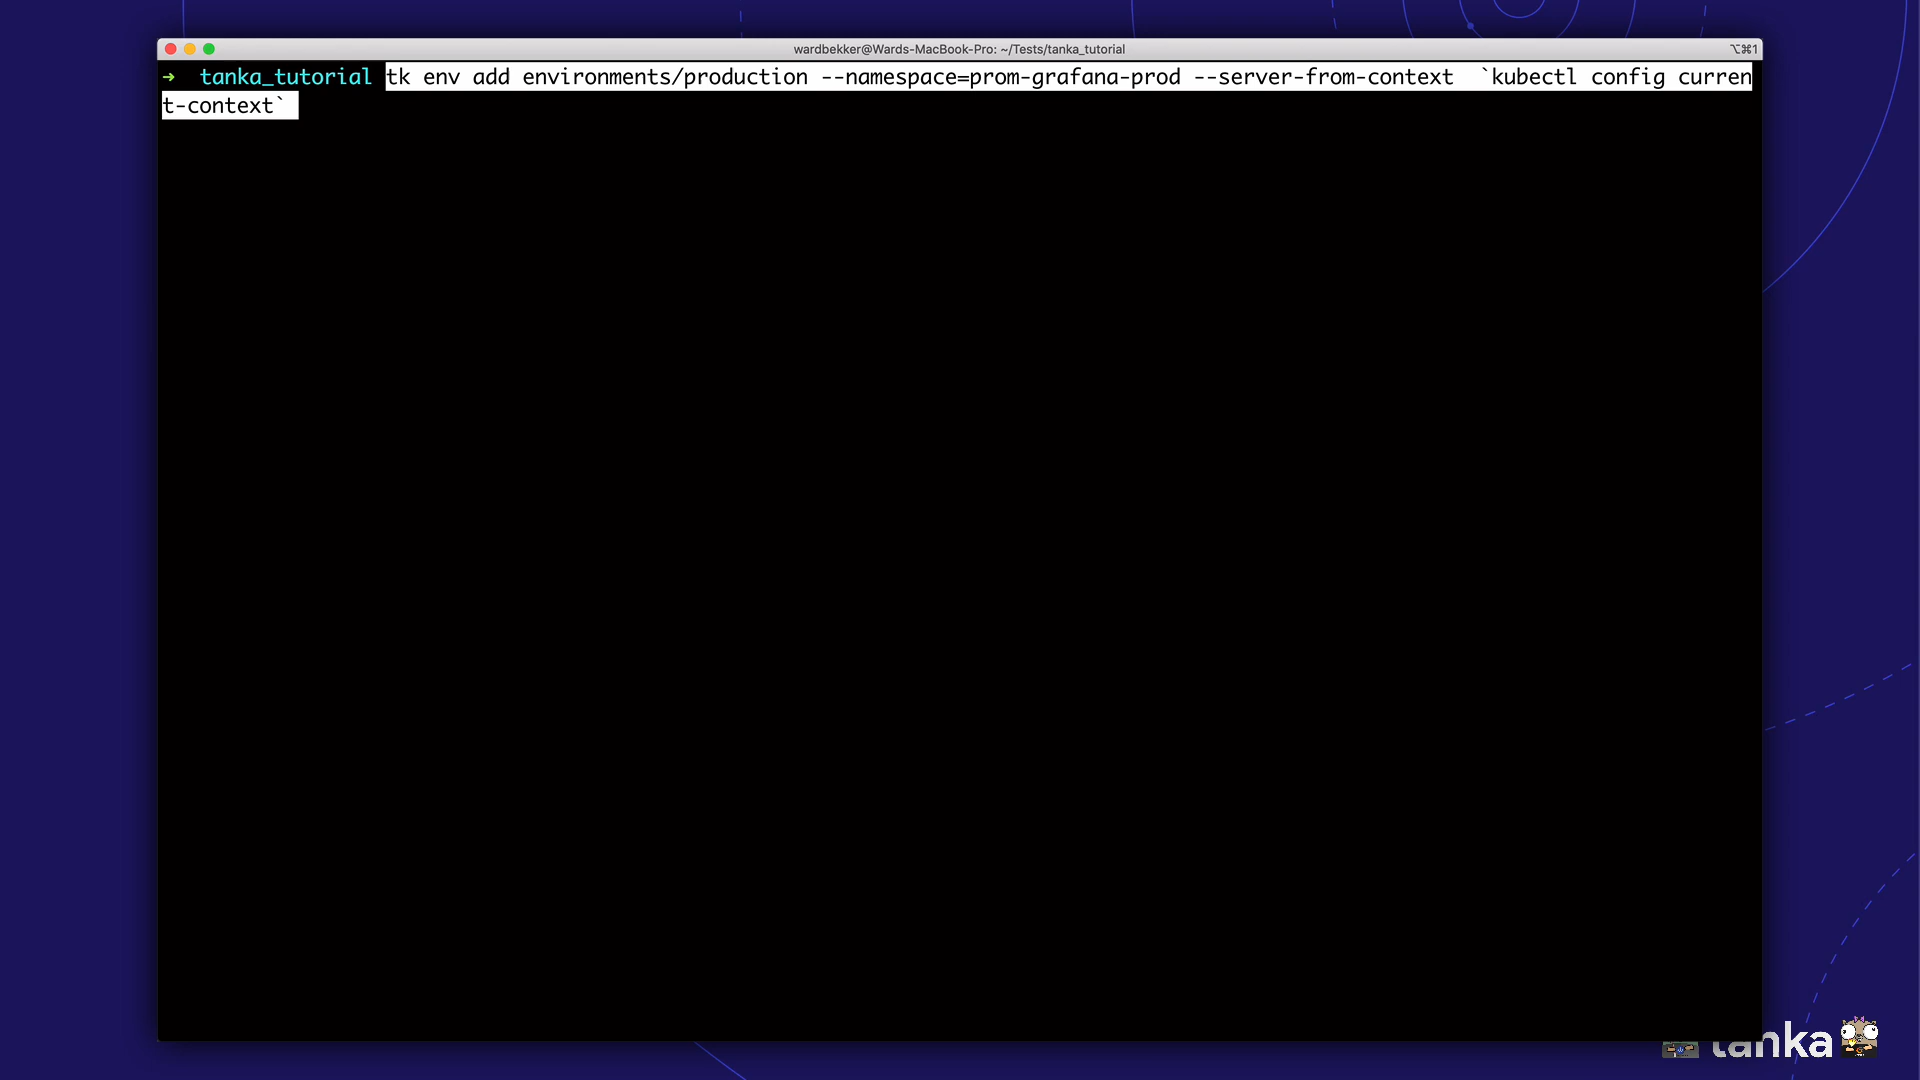 wardbekker@Wards-MacBook-Pro: ~/Tests/tanka_tutorial
⌥⌘1
➜ tanka_tutorial tk env add environments/production --namespace=prom-grafana-prod --server-from-context  `kubectl config curren
t-context`
tanka